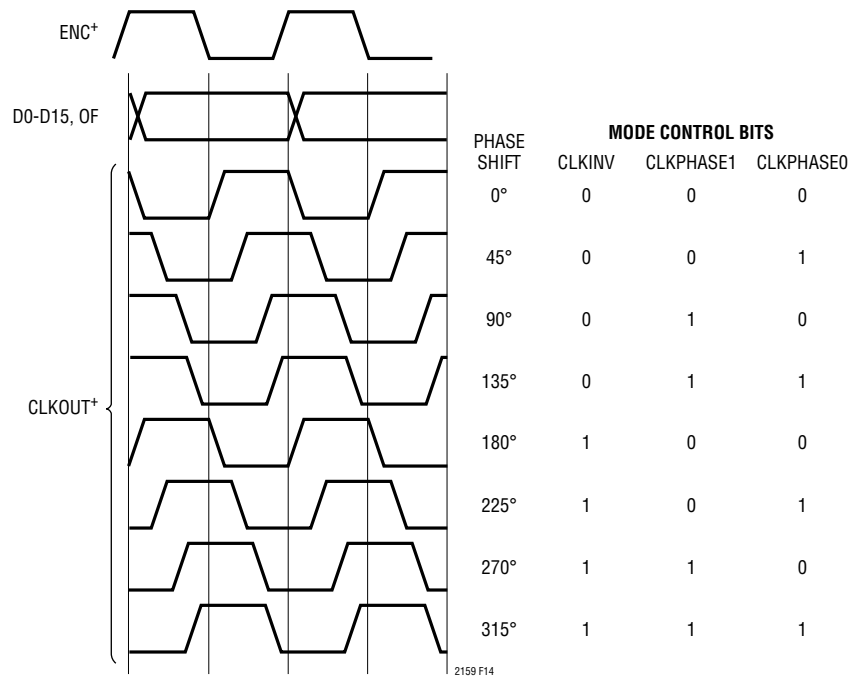 ENC+
D0-D15, OF
PHASE SHIFT
MODE CONTROL BITS
CLKINV CLKPHASE1 CLKPHASE0
0° 0 0 0
45° 0 0 1
90° 0 1 0
135° 0 1 1
CLKOUT+
180° 1 0 0
225° 1 0 1
270° 1 1 0
315° 1 1 1
2159 F14